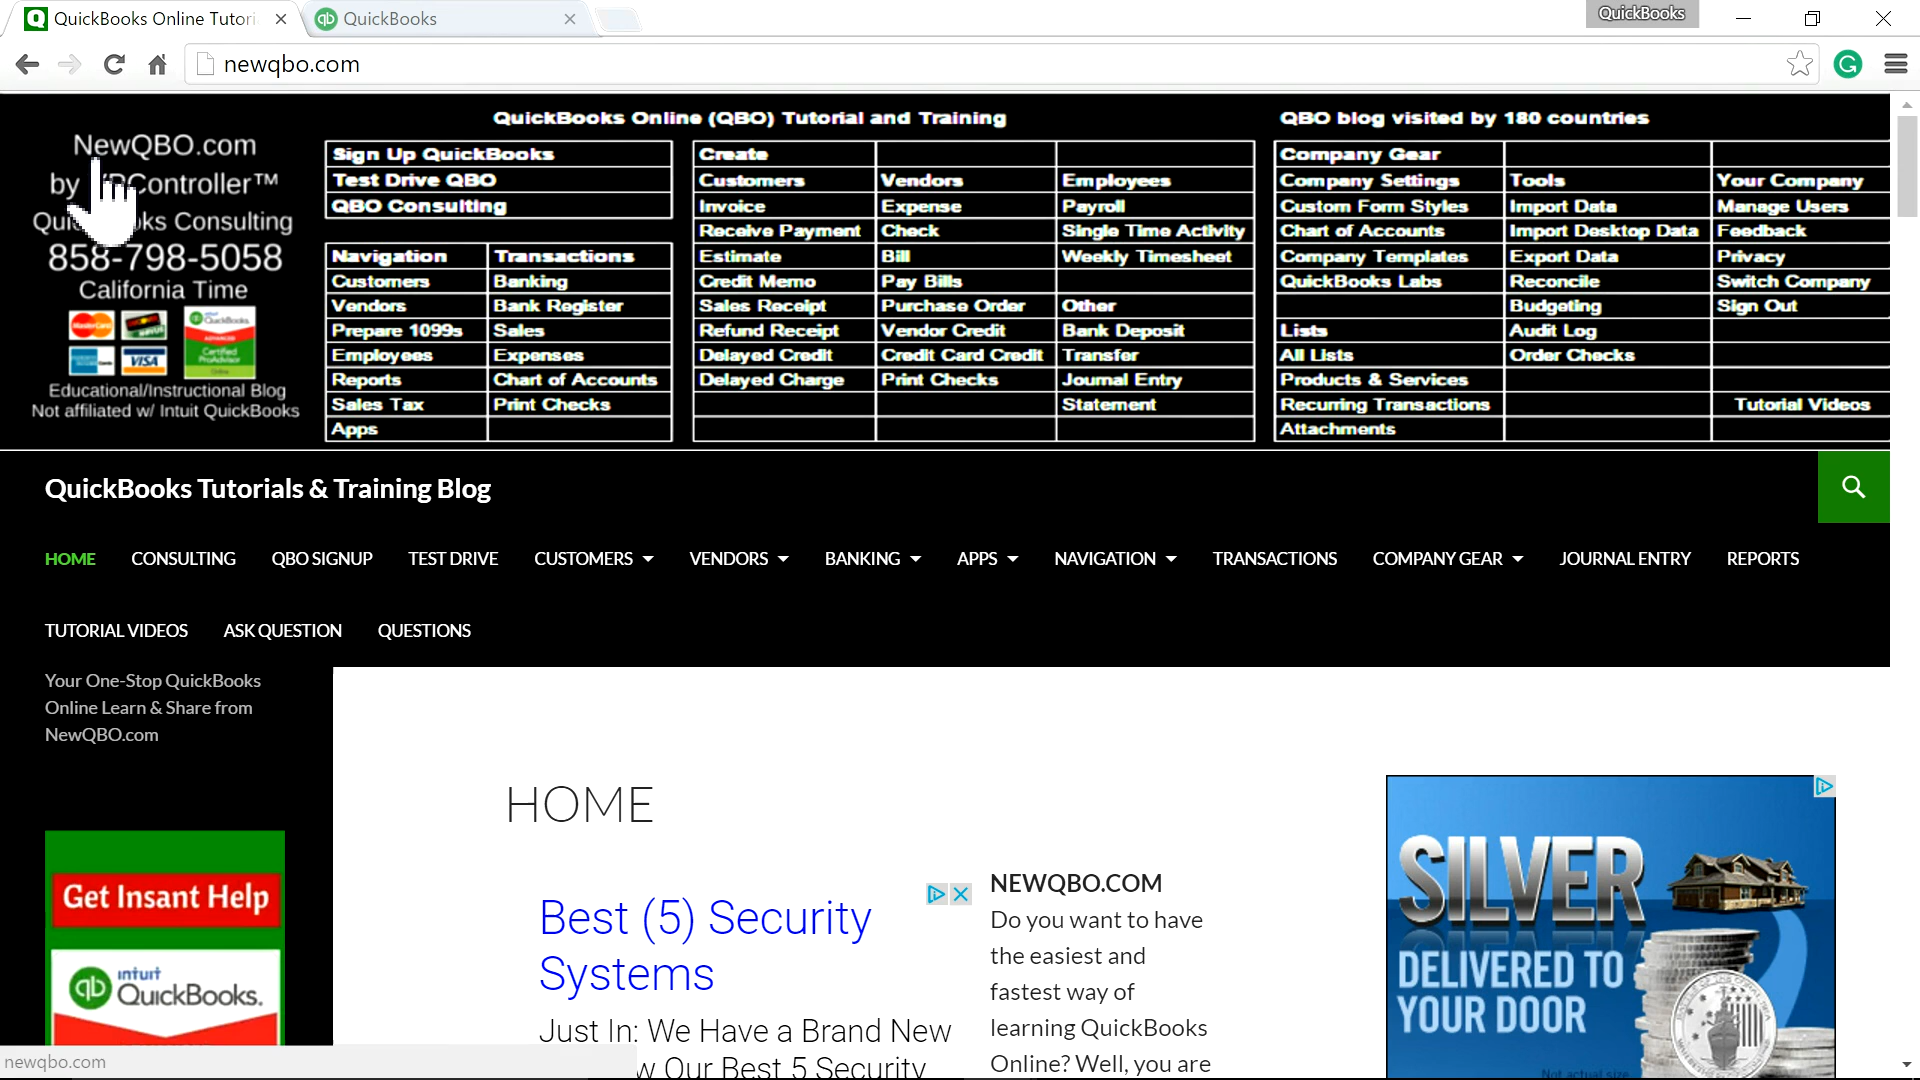 QuickBooks Online Tutori
QuickBooks
QuickBooks
newqbo.com
NewQBO.com
by Controller™
Consulting
858-798-5058
California Time
MasterCard
VISA
QuickBooks
ADVANCED
Certified
ProAdvisor
Online
Educational/Instructional Blog
Not affiliated w/ Intuit QuickBooks
QuickBooks Online (QBO) Tutorial and Training
QBO blog visited by 180 countries
Sign Up QuickBooks
Test Drive QBO
QBO Consulting
Navigation Transactions
Customers Banking
Vendors Bank Register
Prepare 1099s Sales
Employees Expenses
Reports Chart of Accounts
Sales Tax Print Checks
Apps
Create
Customers Vendors Employees
Invoice Expense Payroll
Receive Payment Check Single Time Activity
Estimate Bill Weekly Timesheet
Credit Memo Pay Bills
Sales Receipt Purchase Order Other
Refund Receipt Vendor Credit Bank Deposit
Delayed Credit Credit Card Credit Transfer
Delayed Charge Print Checks Journal Entry
Statement
Company Gear
Company Settings Tools Your Company
Custom Form Styles Import Data Manage Users
Chart of Accounts Import Desktop Data Feedback
Company Templates Export Data Privacy
QuickBooks Labs Reconcile Switch Company
Budgeting Sign Out
Lists Audit Log
All Lists Order Checks
Products & Services
Recurring Transactions Tutorial Videos
Attachments
QuickBooks Tutorials & Training Blog
HOME CONSULTING QBO SIGNUP TEST DRIVE CUSTOMERS VENDORS BANKING APPS NAVIGATION TRANSACTIONS COMPANY GEAR JOURNAL ENTRY REPORTS
TUTORIAL VIDEOS ASK QUESTION QUESTIONS
Your One-Stop QuickBooks
Online Learn & Share from
NewQBO.com
Get Insant Help
intuit
qb QuickBooks.
HOME
Best (5) Security
Systems
Just In: We Have a Brand New
Our Best 5 Security
NEWQBO.COM
Do you want to have
the easiest and
fastest way of
learning QuickBooks
Online? Well, you are
SILVER
DELIVERED TO
YOUR DOOR
Not actual size
newqbo.com